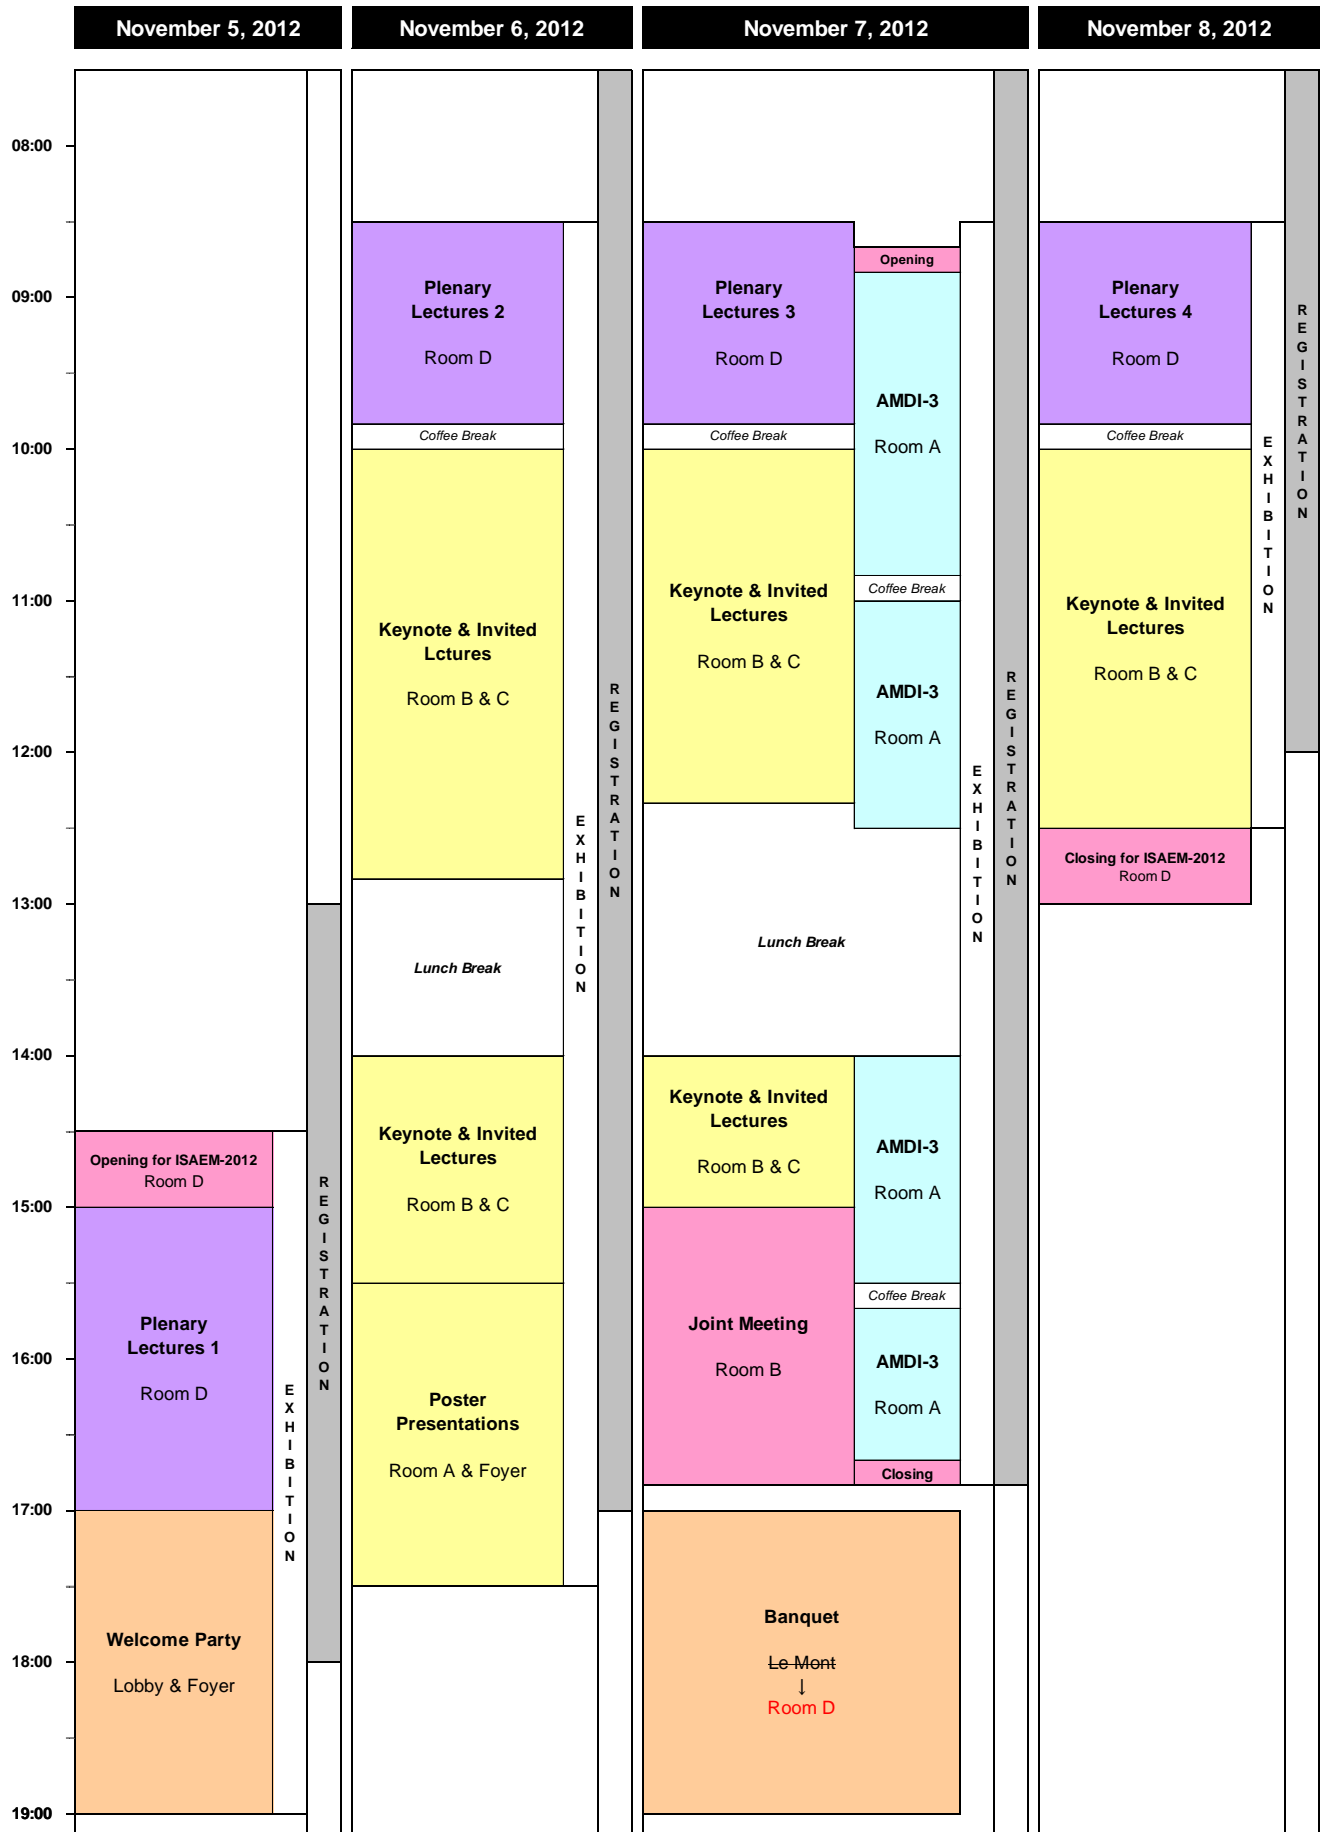 November 5, 2012
November 6, 2012
November 7, 2012
November 8, 2012
08:00
09:00
10:00
11:00
12:00
13:00
14:00
15:00
16:00
17:00
18:00
19:00
Opening for ISAEM-2012
Room D
Plenary
Lectures 1
Room D
Welcome Party
Lobby & Foyer
EXHIBITION
REGISTRATION
Plenary
Lectures 2
Room D
Coffee Break
Keynote & Invited
Lctures
Room B & C
Lunch Break
Keynote & Invited
Lectures
Room B & C
Poster
Presentations
Room A & Foyer
EXHIBITION
REGISTRATION
Plenary
Lectures 3
Room D
Coffee Break
Keynote & Invited
Lectures
Room B & C
Opening
AMDI-3
Room A
Coffee Break
AMDI-3
Room A
Lunch Break
Keynote & Invited
Lectures
Room B & C
Joint Meeting
Room B
AMDI-3
Room A
Coffee Break
AMDI-3
Room A
Closing
Banquet
Le Mont
↓
Room D
EXHIBITION
REGISTRATION
Plenary
Lectures 4
Room D
Coffee Break
Keynote & Invited
Lectures
Room B & C
Closing for ISAEM-2012
Room D
EXHIBITION
REGISTRATION